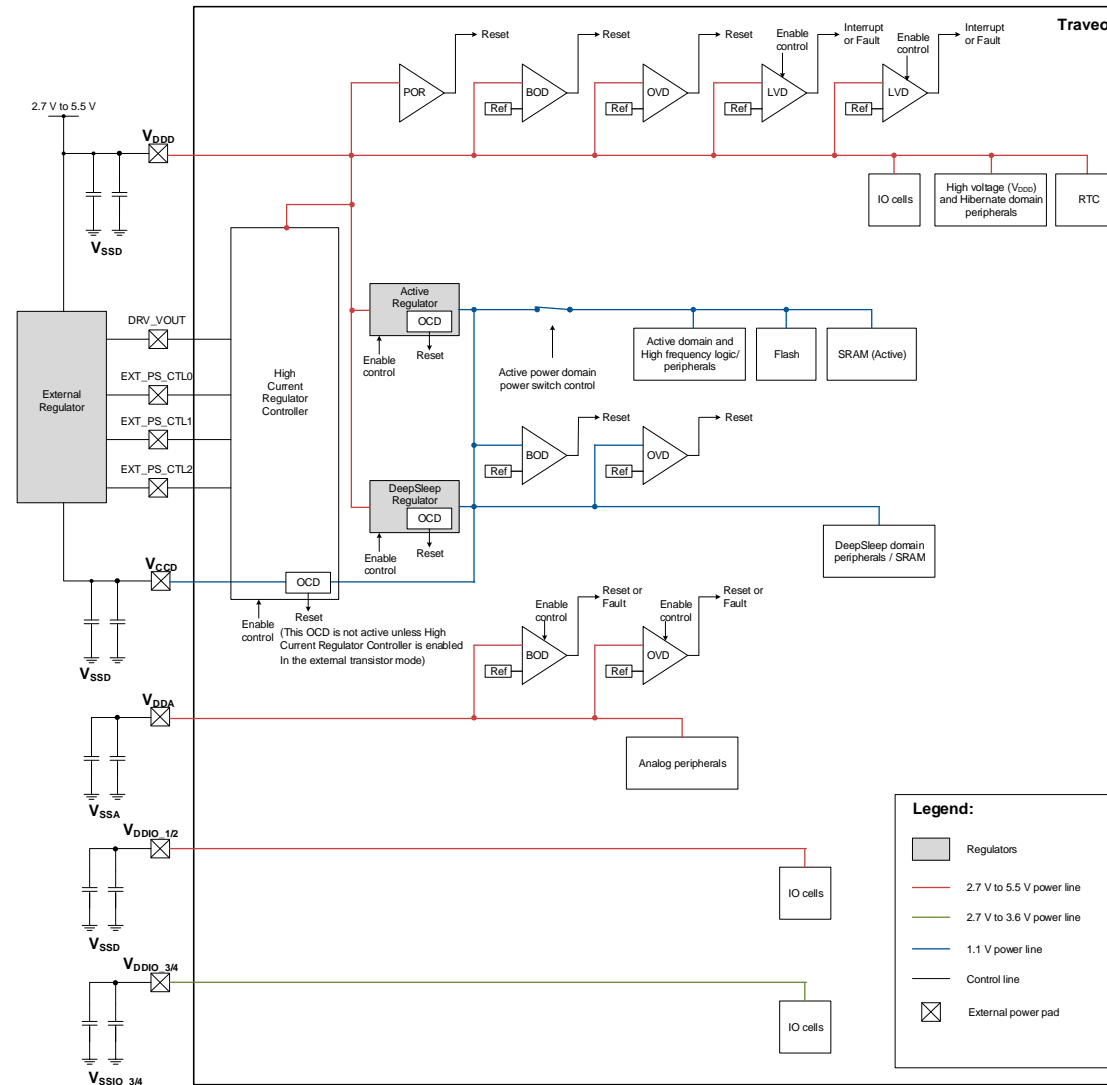 Traveo
Reset
Reset
Reset
Enable
control
Interrupt
or Fault
Enable
control
Interrupt
or Fault
POR
BOD
OVD
LVD
LVD
Ref
Ref
Ref
Ref
2.7 V to 5.5 V
VDDD
VSSD
IO cells
High voltage (VDDD)
and Hibernate domain
peripherals
RTC
External
Regulator
DRV_VOUT
EXT_PS_CTL0
EXT_PS_CTL1
EXT_PS_CTL2
High
Current
Regulator
Controller
Active
Regulator
OCD
Enable
control
Reset
Active power domain
power switch control
Active domain and
High frequency logic/
peripherals
Flash
SRAM (Active)
Reset
Reset
BOD
OVD
Ref
Ref
DeepSleep
Regulator
OCD
Enable
control
Reset
DeepSleep domain
peripherals / SRAM
VCCD
VSSD
OCD
Enable
control
Reset
(This OCD is not active unless High
Current Regulator Controller is enabled
In the external transistor mode)
Enable
control
Reset or
Fault
Enable
control
Reset or
Fault
BOD
OVD
Ref
Ref
VDDA
VSSA
Analog peripherals
VDDIO_1/2
VSSD
IO cells
VDDIO_3/4
VSSIO_3/4
IO cells
Legend:
Regulators
2.7 V to 5.5 V power line
2.7 V to 3.6 V power line
1.1 V power line
Control line
External power pad